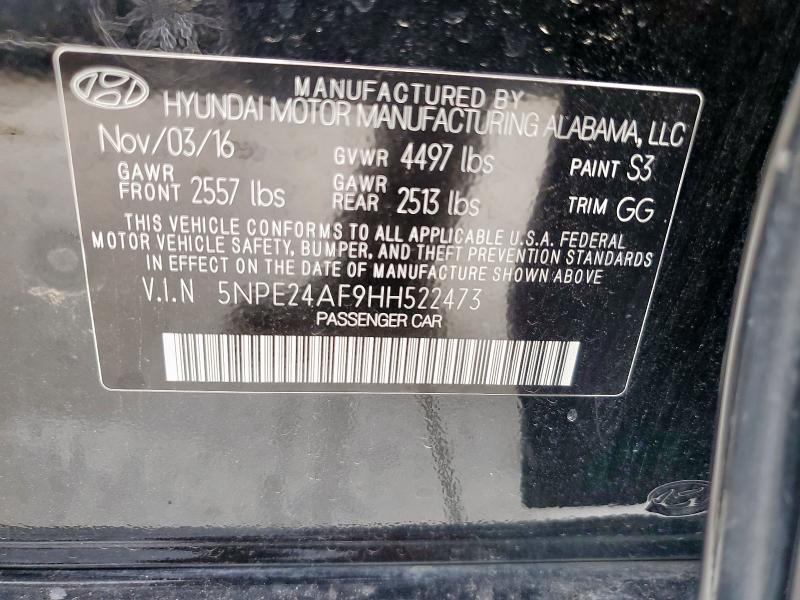 MANUFACTURED BY
HYUNDAI MOTOR MANUFACTURING ALABAMA, LLC
Nov/03/16 GVWR 4497 lbs PAINT S3
GAWR FRONT 2557 lbs GAWR REAR 2513 lbs TRIM GG
THIS VEHICLE CONFORMS TO ALL APPLICABLE U.S.A. FEDERAL
MOTOR VEHICLE SAFETY, BUMPER, AND THEFT PREVENTION STANDARDS
IN EFFECT ON THE DATE OF MANUFACTURE SHOWN ABOVE
V.I.N 5NPE24AF9HH522473
PASSENGER CAR